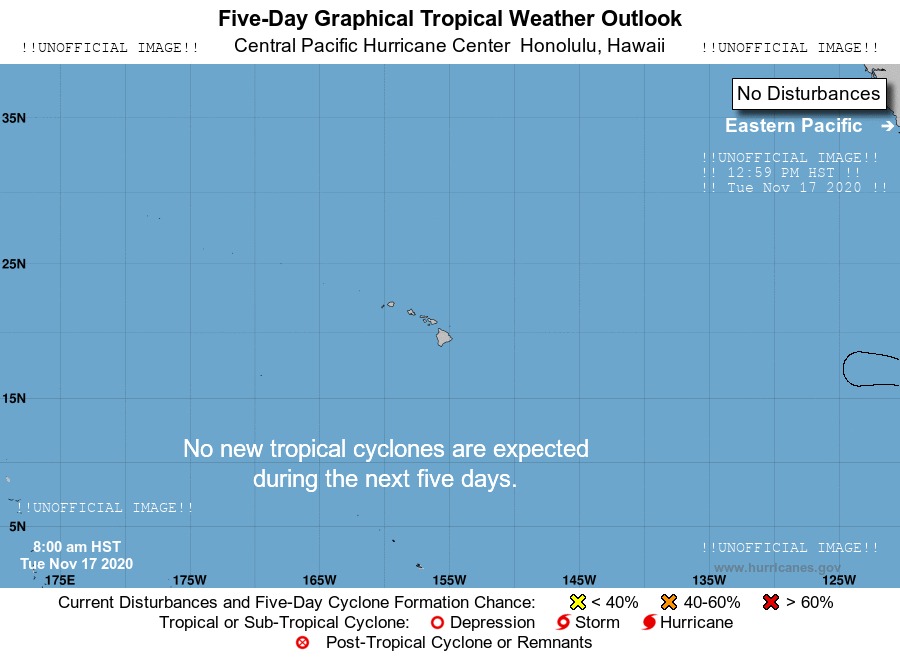 Five-Day Graphical Tropical Weather Outlook
!!UNOFFICIAL IMAGE!! Central Pacific Hurricane Center Honolulu, Hawaii !!UNOFFICIAL IMAGE!!
No Disturbances
35N
Eastern Pacific ➔
!!UNOFFICIAL IMAGE!!
!! 12:59 PM HST !!
!! Tue Nov 17 2020 !!
25N
15N
No new tropical cyclones are expected
during the next five days.
!!UNOFFICIAL IMAGE!!
5N
8:00 am HST
Tue Nov 17 2020
!!UNOFFICIAL IMAGE!!
www.hurricanes.gov
175E 175W 165W 155W 145W 135W 125W
Current Disturbances and Five-Day Cyclone Formation Chance: < 40% 40-60% > 60%
Tropical or Sub-Tropical Cyclone: Depression Storm Hurricane
Post-Tropical Cyclone or Remnants